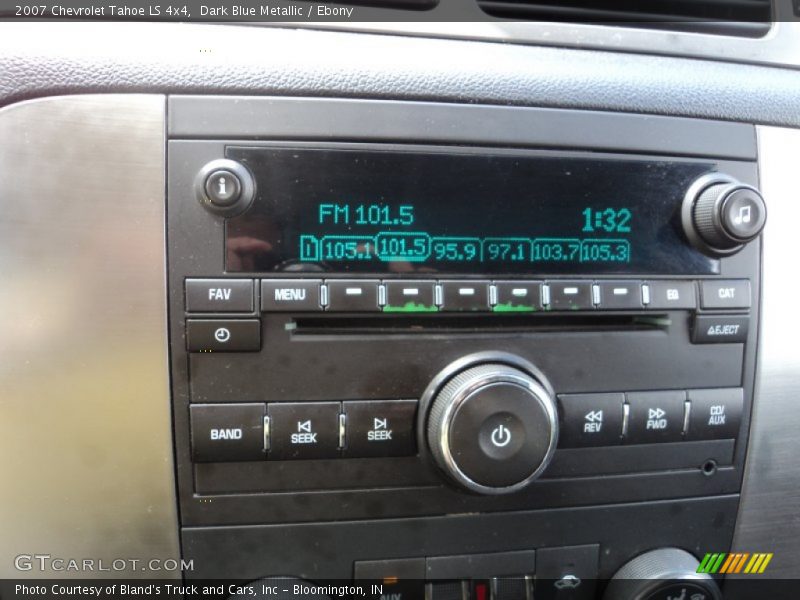 2007 Chevrolet Tahoe LS 4x4, Dark Blue Metallic / Ebony
i
FM 101.5 1:32
1 105.1 101.5 95.9 97.1 103.7 105.3
FAV MENU EQ CAT
EJECT
BAND SEEK SEEK REV FWD CD/AUX
AUX
GTCARLOT.COM
Photo Courtesy of Bland's Truck and Cars, Inc - Bloomington, IN